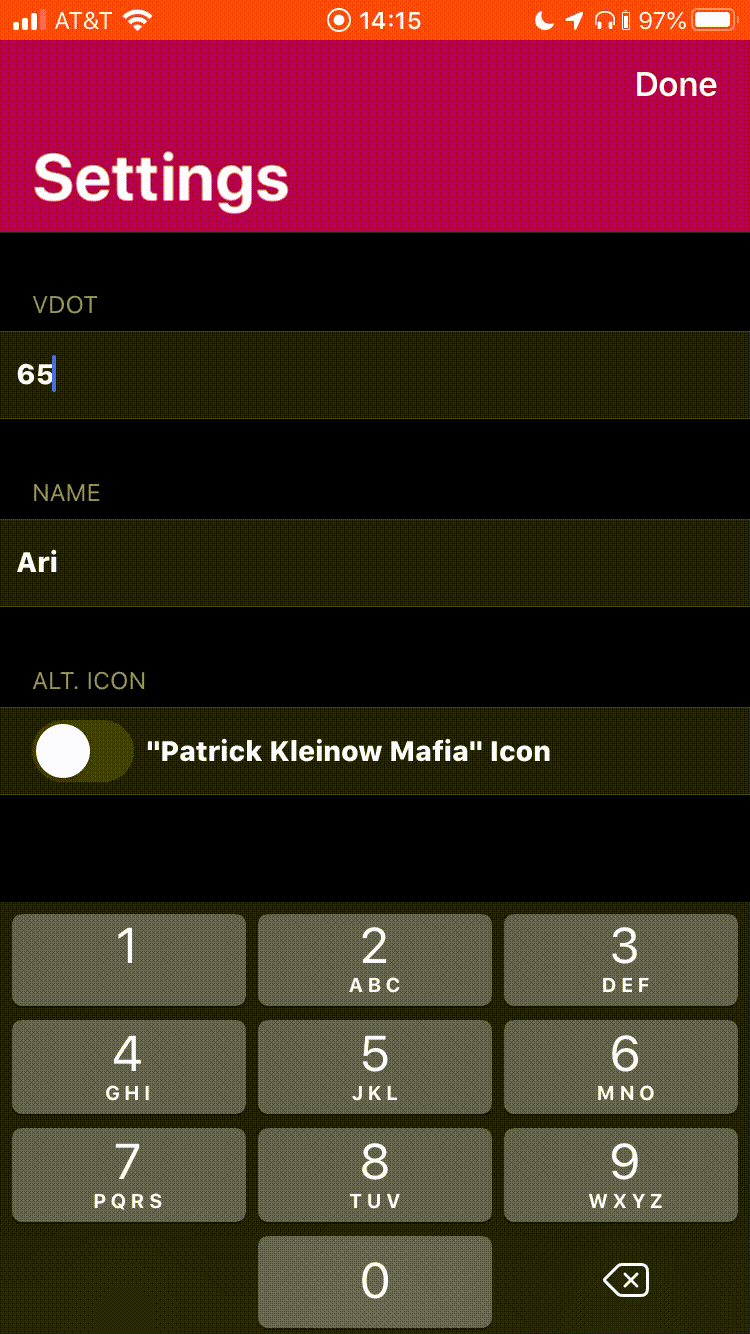 AT&T 14:15 97%
Done
Settings
VDOT
65
NAME
Ari
ALT. ICON
"Patrick Kleinow Mafia" Icon
1 2 3
ABC DEF
4 5 6
GHI JKL MNO
7 8 9
PQRS TUV WXYZ
0